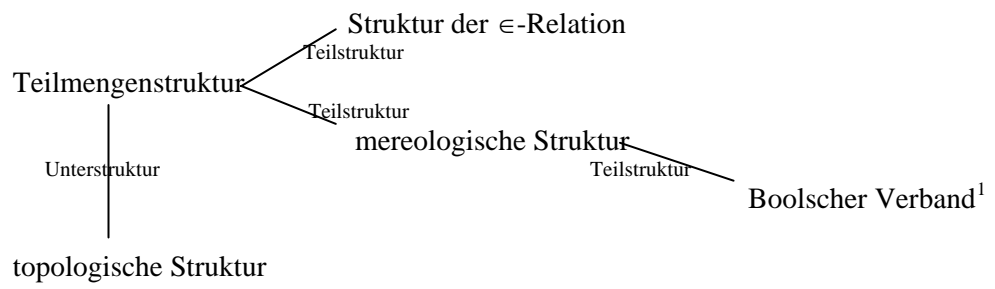 Struktur der ∈-Relation
Teilstruktur
Teilmengenstruktur
Teilstruktur
mereologische Struktur
Unterstruktur
Teilstruktur
Boolscher Verband¹
topologische Struktur